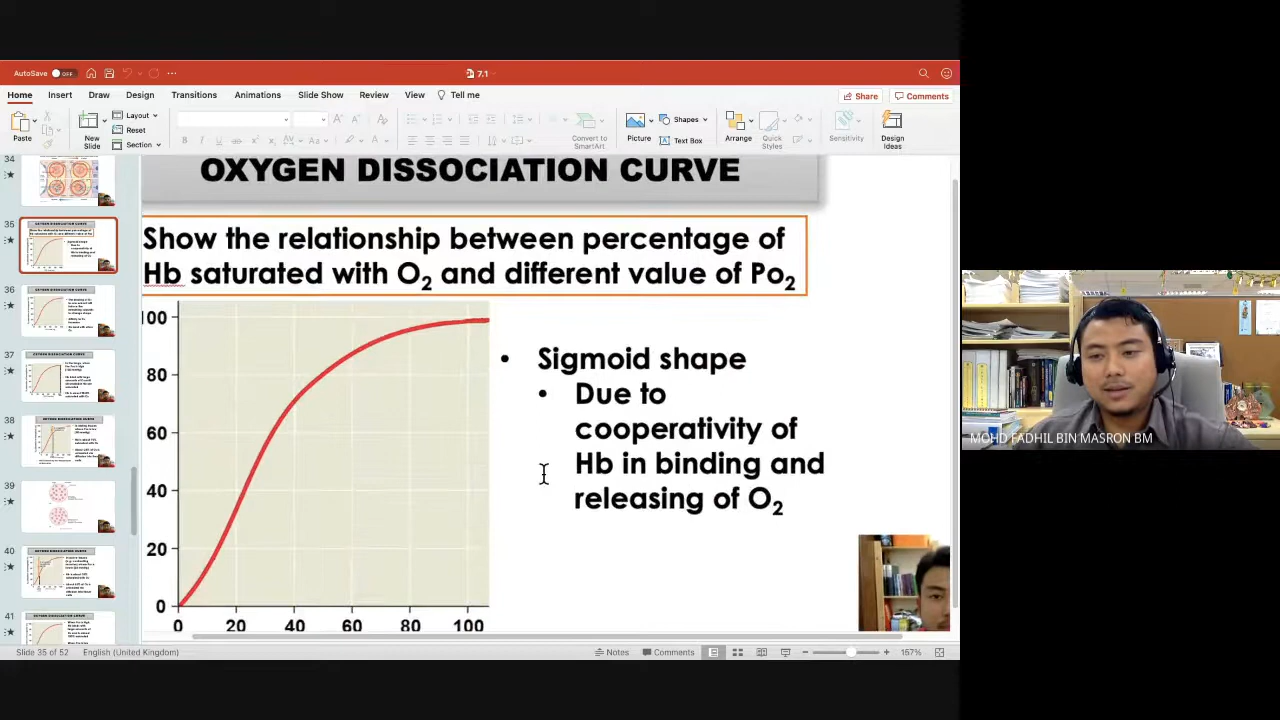 AutoSave OFF 7.1
Home Insert Draw Design Transitions Animations Slide Show Review View Tell me Share Comments
Paste New Slide Layout Reset Section Convert to SmartArt Picture Shapes Text Box Arrange Quick Styles Sensitivity Design Ideas
34
35
36
37
38
39
40
41
OXYGEN DISSOCIATION CURVE
Show the relationship between percentage of
Hb saturated with O2 and different value of Po2
100
80
60
40
20
0
0 20 40 60 80 100
• Sigmoid shape
• Due to
cooperativity of
Hb in binding and
releasing of O2
MOHD FADHIL BIN MASRON BM
Slide 35 of 52 English (United Kingdom) Notes Comments 167%